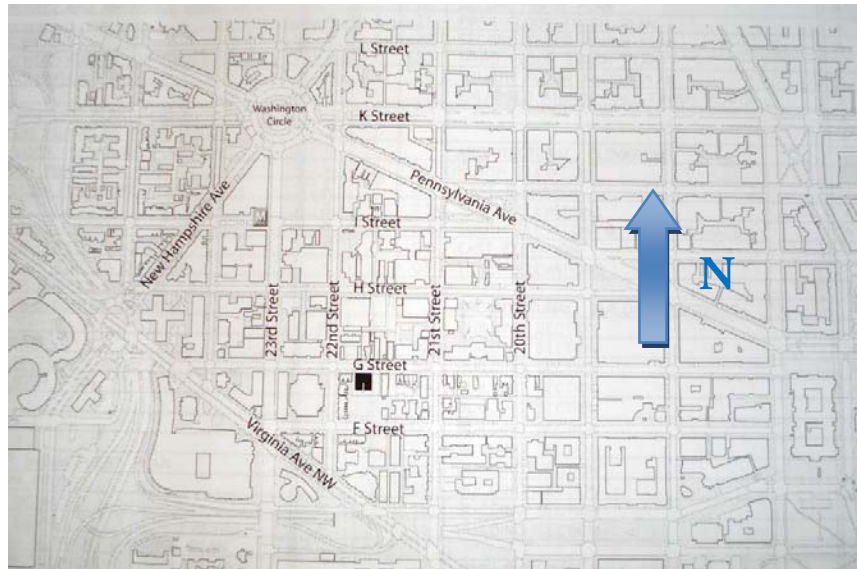 L Street
Washington
Circle
K Street
Pennsylvania Ave
New Hampshire Ave
I Street
N
H Street
23rd Street
22nd Street
21st Street
20th Street
G Street
F Street
Virginia Ave NW